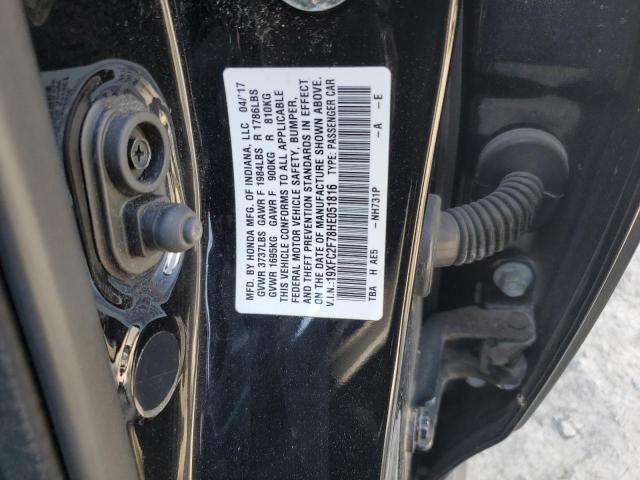 MFD. BY HONDA MFG. OF INDIANA, LLC 04/'17
GVWR 3737LBS GAWR F 1984LBS R 1786LBS
GVWR 1695KG GAWR F 900KG R 810KG
THIS VEHICLE CONFORMS TO ALL APPLICABLE
FEDERAL MOTOR VEHICLE SAFETY, BUMPER,
AND THEFT PREVENTION STANDARDS IN EFFECT
ON THE DATE OF MANUFACTURE SHOWN ABOVE.
V.I.N.: 19XFC2F78HE051816 TYPE: PASSENGER CAR
TBA H AE5 -NH731P -A -E